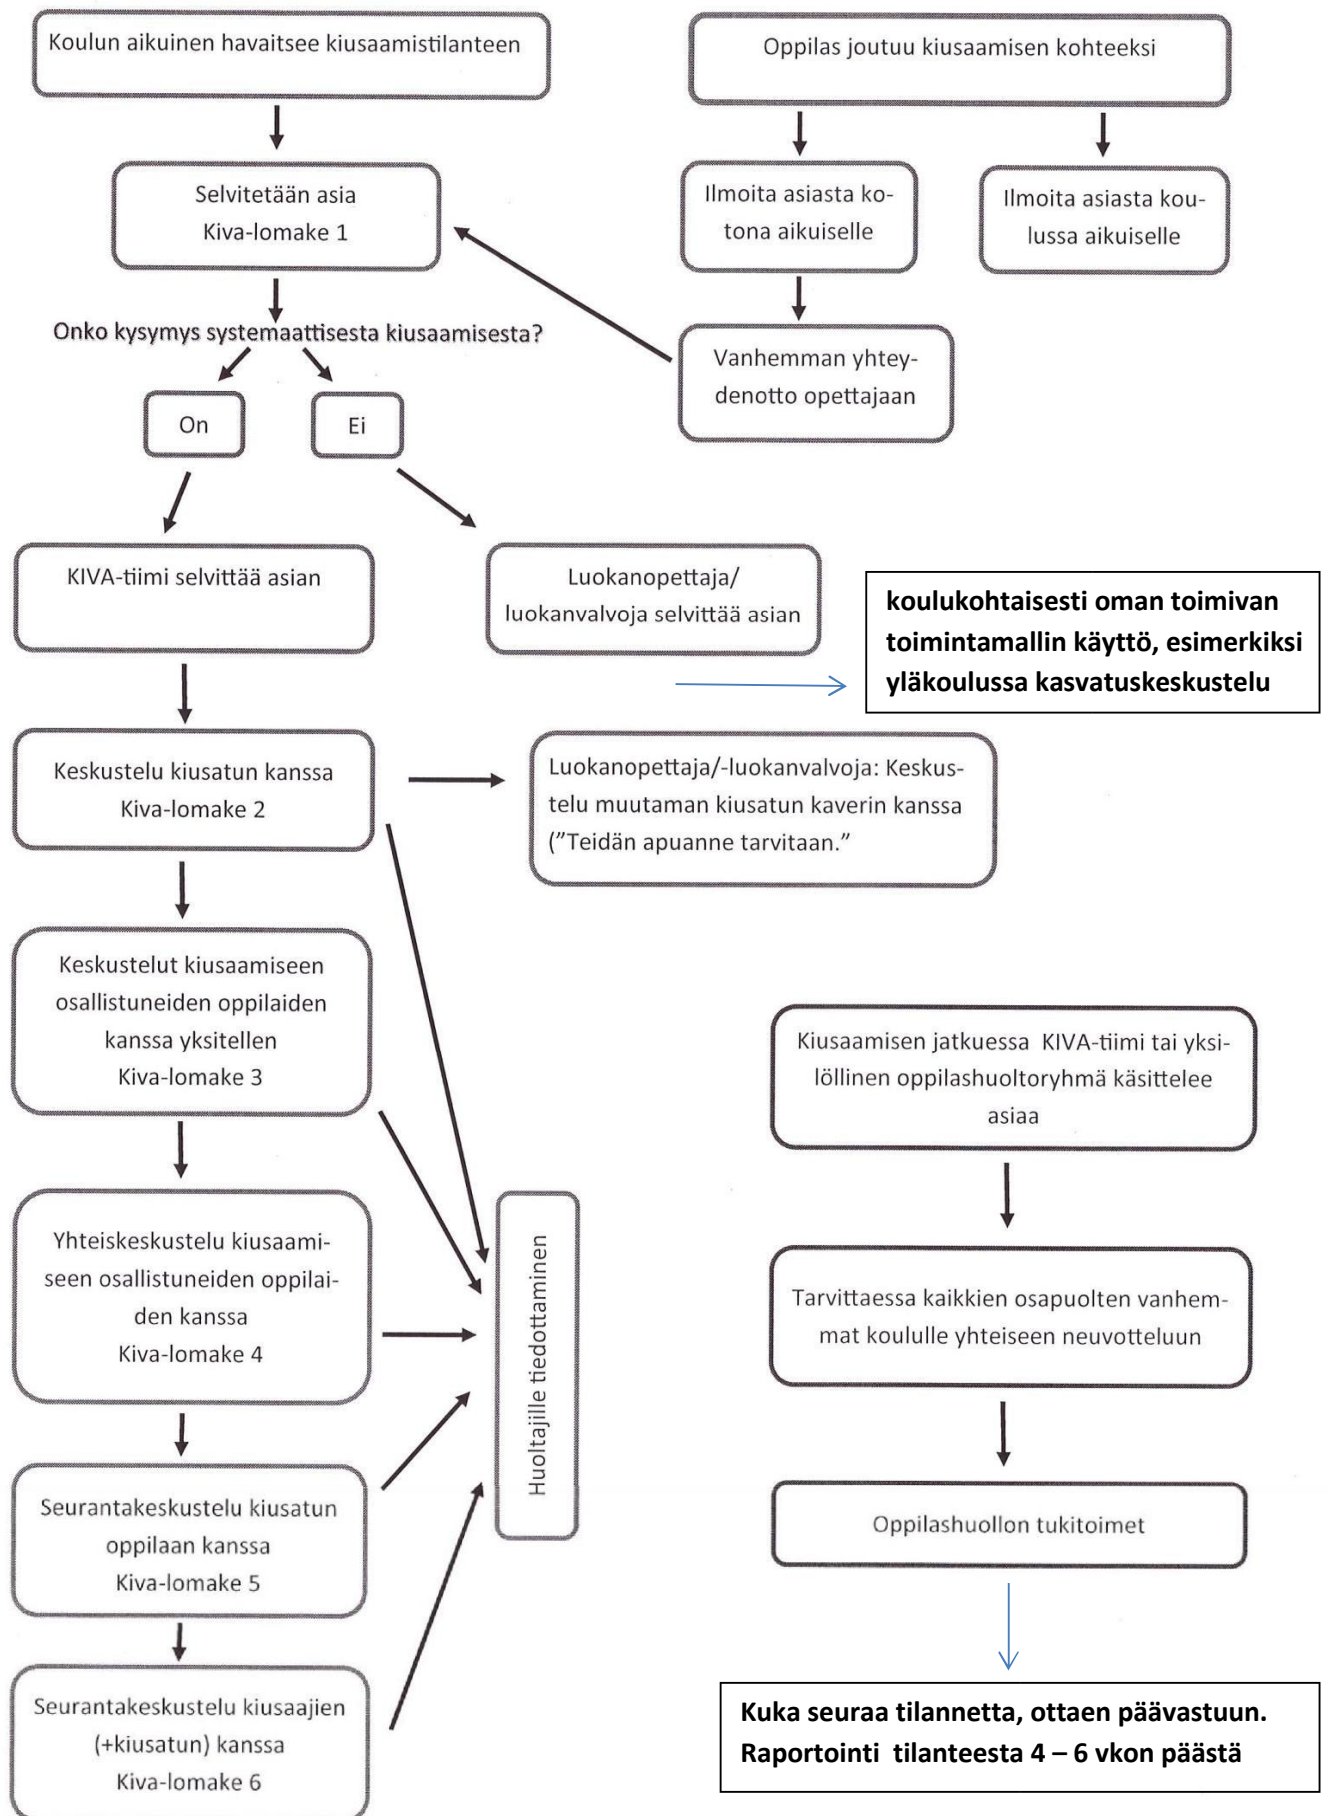 Koulun aikuinen havaitsee kiusaamistilanteen
Oppilas joutuu kiusaamisen kohteeksi
Selvitetään asia
Kiva-lomake 1
Ilmoita asiasta ko-
tona aikuiselle
Ilmoita asiasta kou-
lussa aikuiselle
Onko kysymys systemaattisesta kiusaamisesta?
Vanhemman yhtey-
denotto opettajaan
On
Ei
KIVA-tiimi selvittää asian
Luokanopettaja/
luokanvalvoja selvittää asian
koulukohtaisesti oman toimivan
toimintamallin käyttö, esimerkiksi
yläkoulussa kasvatuskeskustelu
Keskustelu kiusatun kanssa
Kiva-lomake 2
Luokanopettaja/-luokanvalvoja: Keskus-
telu muutaman kiusatun kaverin kanssa
("Teidän apuanne tarvitaan."
Keskustelut kiusaamiseen
osallistuneiden oppilaiden
kanssa yksitellen
Kiva-lomake 3
Kiusaamisen jatkuessa KIVA-tiimi tai yksi-
löllinen oppilashuoltoryhmä käsittelee
asiaa
Yhteiskeskustelu kiusaami-
seen osallistuneiden oppilai-
den kanssa
Kiva-lomake 4
Huoltajille tiedottaminen
Tarvittaessa kaikkien osapuolten vanhem-
mat koululle yhteiseen neuvotteluun
Seurantakeskustelu kiusatun
oppilaan kanssa
Kiva-lomake 5
Oppilashuollon tukitoimet
Seurantakeskustelu kiusaajien
(+kiusatun) kanssa
Kiva-lomake 6
Kuka seuraa tilannetta, ottaen päävastuun.
Raportointi tilanteesta 4 – 6 vkon päästä